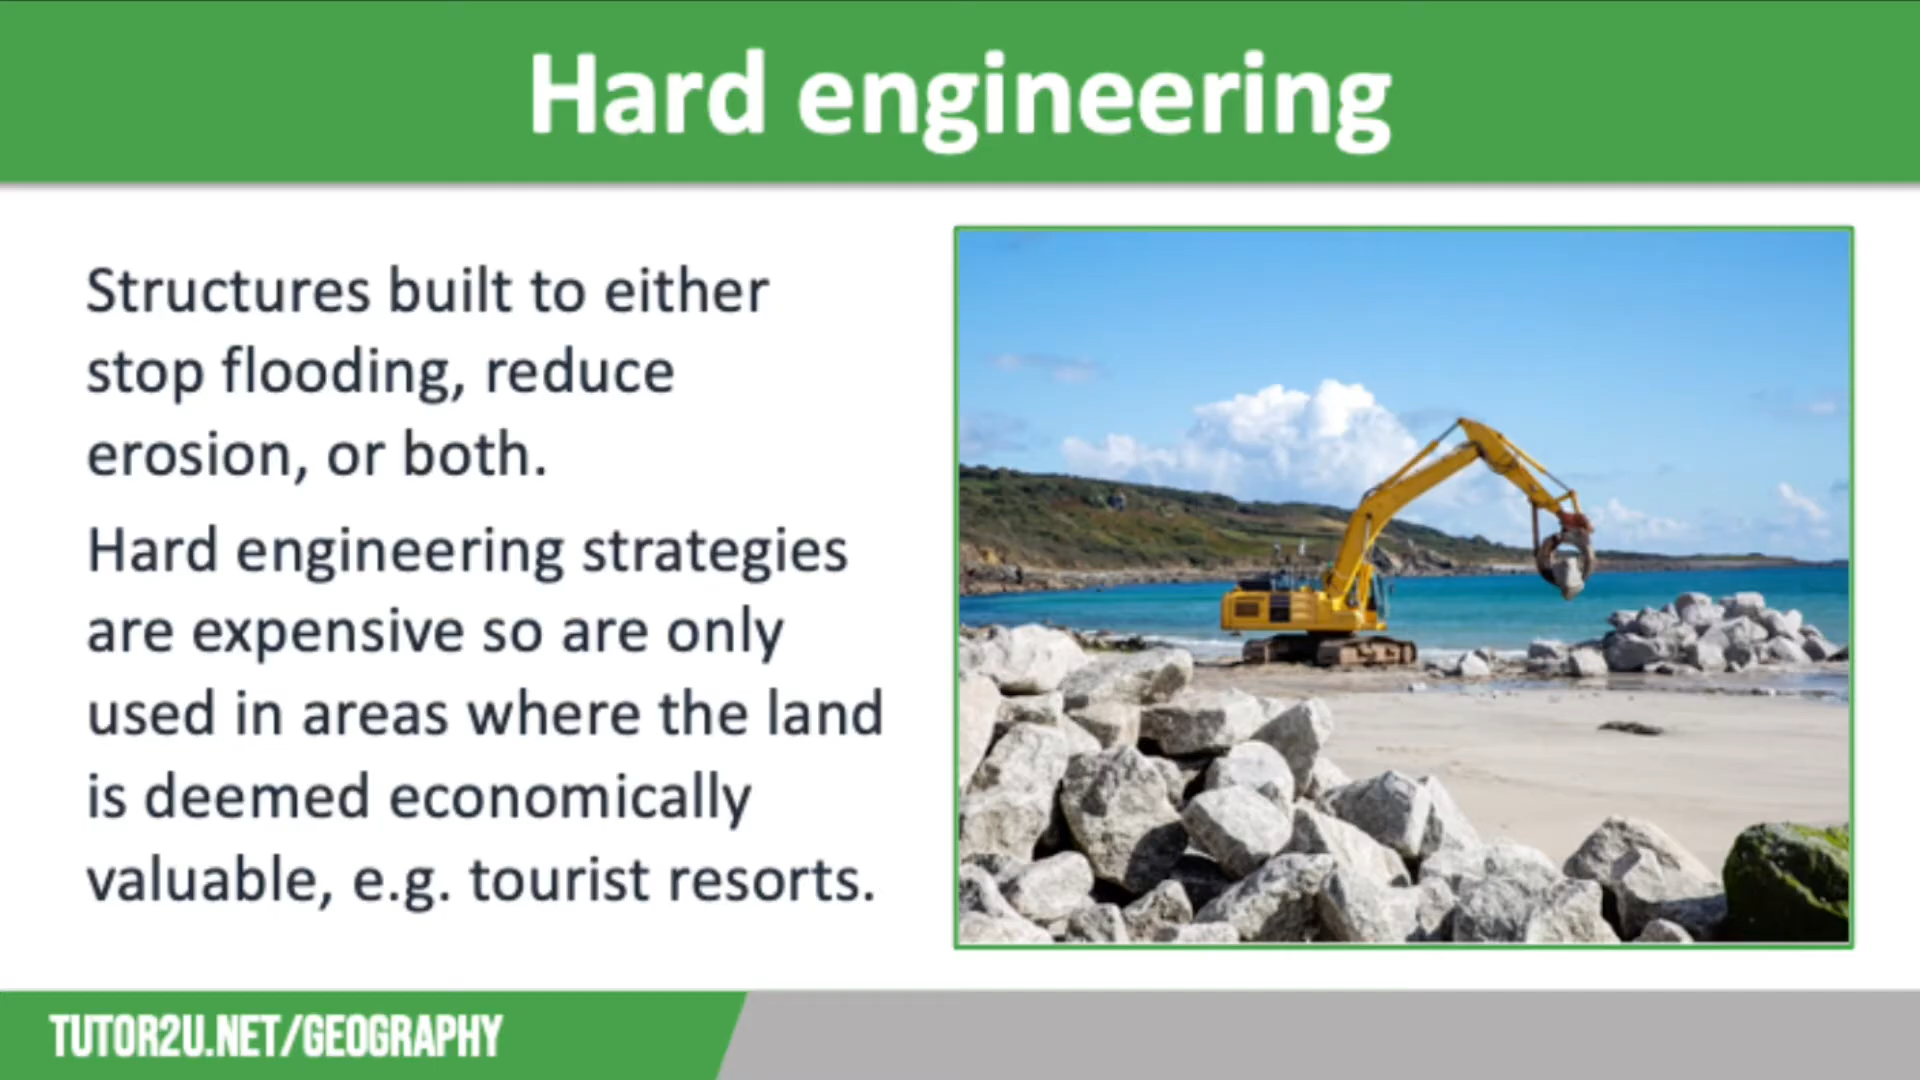 Hard engineering
Structures built to either
stop flooding, reduce
erosion, or both.
Hard engineering strategies
are expensive so are only
used in areas where the land
is deemed economically
valuable, e.g. tourist resorts.
TUTOR2U.NET/GEOGRAPHY